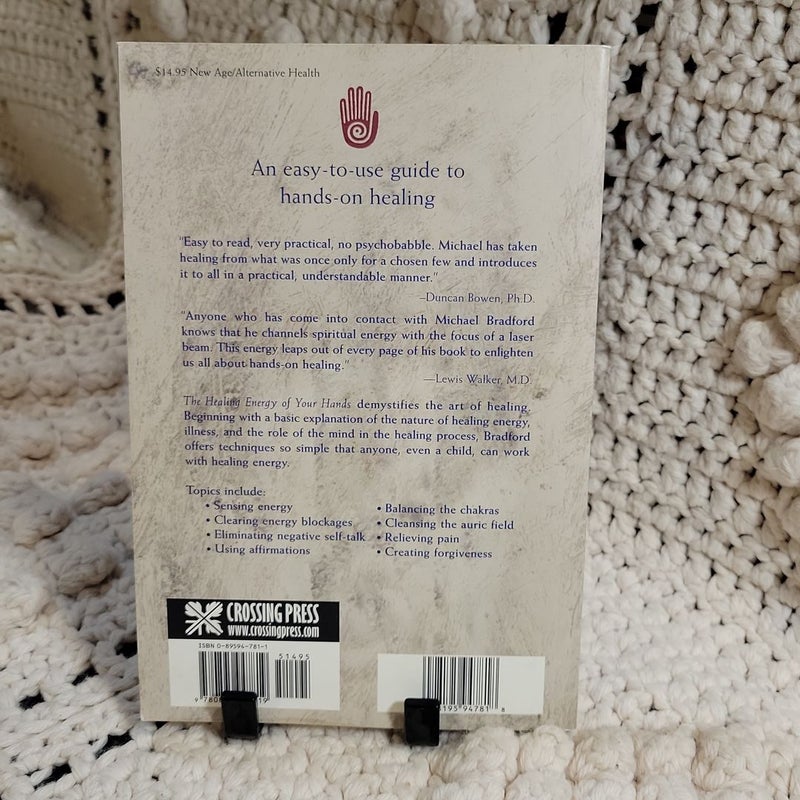 $14.95 New Age/Alternative Health
An easy-to-use guide to
hands-on healing
"Easy to read, very practical, no psychobabble. Michael has taken
healing from what was once only for a chosen few and introduces
it to all in a practical, understandable manner."
–Duncan Bowen, Ph.D.
"Anyone who has come into contact with Michael Bradford
knows that he channels spiritual energy with the focus of a laser
beam. This energy leaps out of every page of his book to enlighten
us all about hands-on healing."
—Lewis Walker, M.D.
The Healing Energy of Your Hands demystifies the art of healing.
Beginning with a basic explanation of the nature of healing energy,
illness, and the role of the mind in the healing process, Bradford
offers techniques so simple that anyone, even a child, can work
with healing energy.
Topics include:
• Sensing energy
• Clearing energy blockages
• Eliminating negative self-talk
• Using affirmations
• Balancing the chakras
• Cleansing the auric field
• Relieving pain
• Creating forgiveness
CROSSING PRESS
www.crossingpress.com
ISBN 0-89594-781-1
51495
94781 8